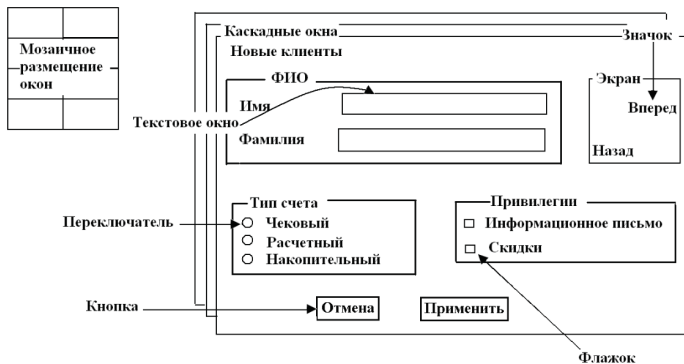 Мозаичное
размещение
окон
Каскадные окна
Значок
Новые клиенты
ФИО
Экран
Имя
Вперед
Текстовое окно
Фамилия
Назад
Тип счета
Привилегии
Переключатель
Чековый
Информационное письмо
Расчетный
Скидки
Накопительный
Кнопка
Отмена
Применить
Флажок